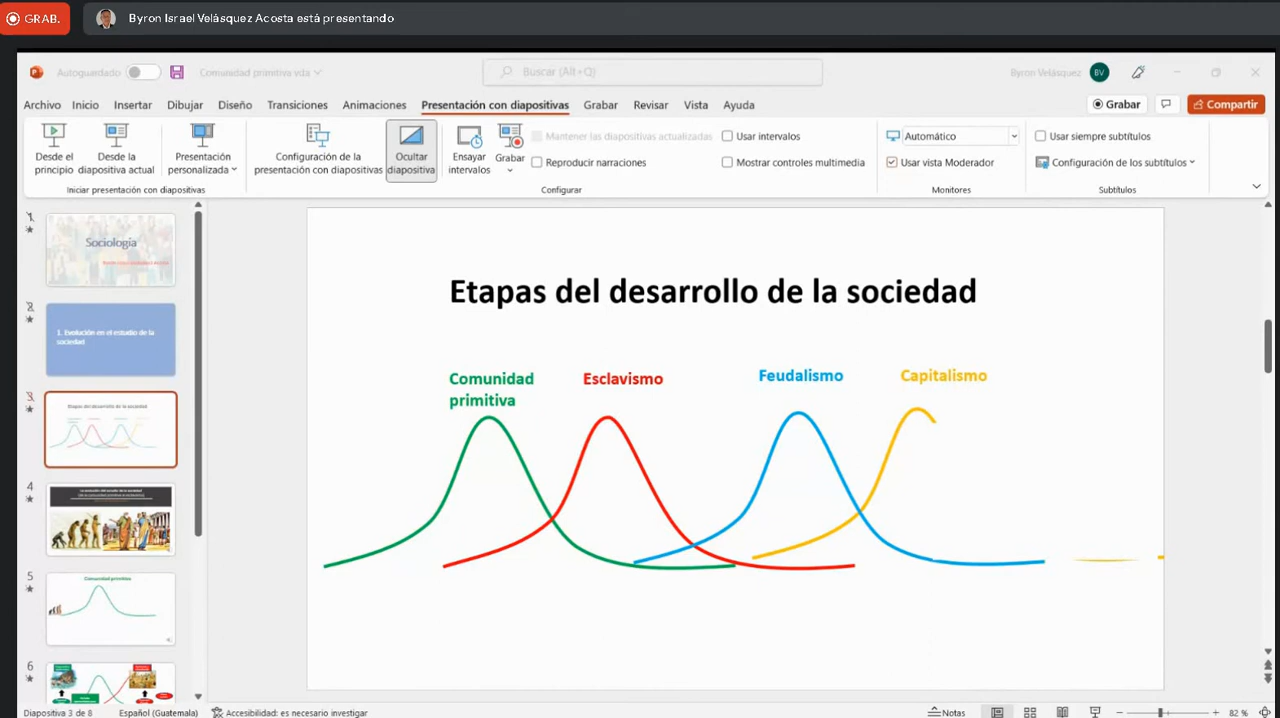 GRAB.
Byron Israel Velásquez Acosta está presentando
Autoguardado
Comunidad primitiva vda
Buscar (Alt+Q)
Byron Velásquez
BV
Archivo Inicio Insertar Dibujar Diseño Transiciones Animaciones Presentación con diapositivas Grabar Revisar Vista Ayuda
Grabar
Compartir
Desde el principio
Desde la diapositiva actual
Presentación personalizada
Configuración de la presentación con diapositivas
Ocultar diapositiva
Ensayar intervalos
Grabar
Mantener las diapositivas actualizadas
Reproducir narraciones
Usar intervalos
Mostrar controles multimedia
Automático
Usar vista Moderador
Usar siempre subtítulos
Configuración de los subtítulos
Iniciar presentación con diapositivas
Configurar
Monitores
Subtítulos
1
Sociología
2
1. Evolución en el estudio de la
sociedad
3
Etapas del desarrollo de la sociedad
4
5
Comunidad primitiva
6
Etapas del desarrollo de la sociedad
Comunidad
primitiva
Esclavismo
Feudalismo
Capitalismo
Diapositiva 3 de 8
Español (Guatemala)
Accesibilidad: es necesario investigar
Notas
82 %